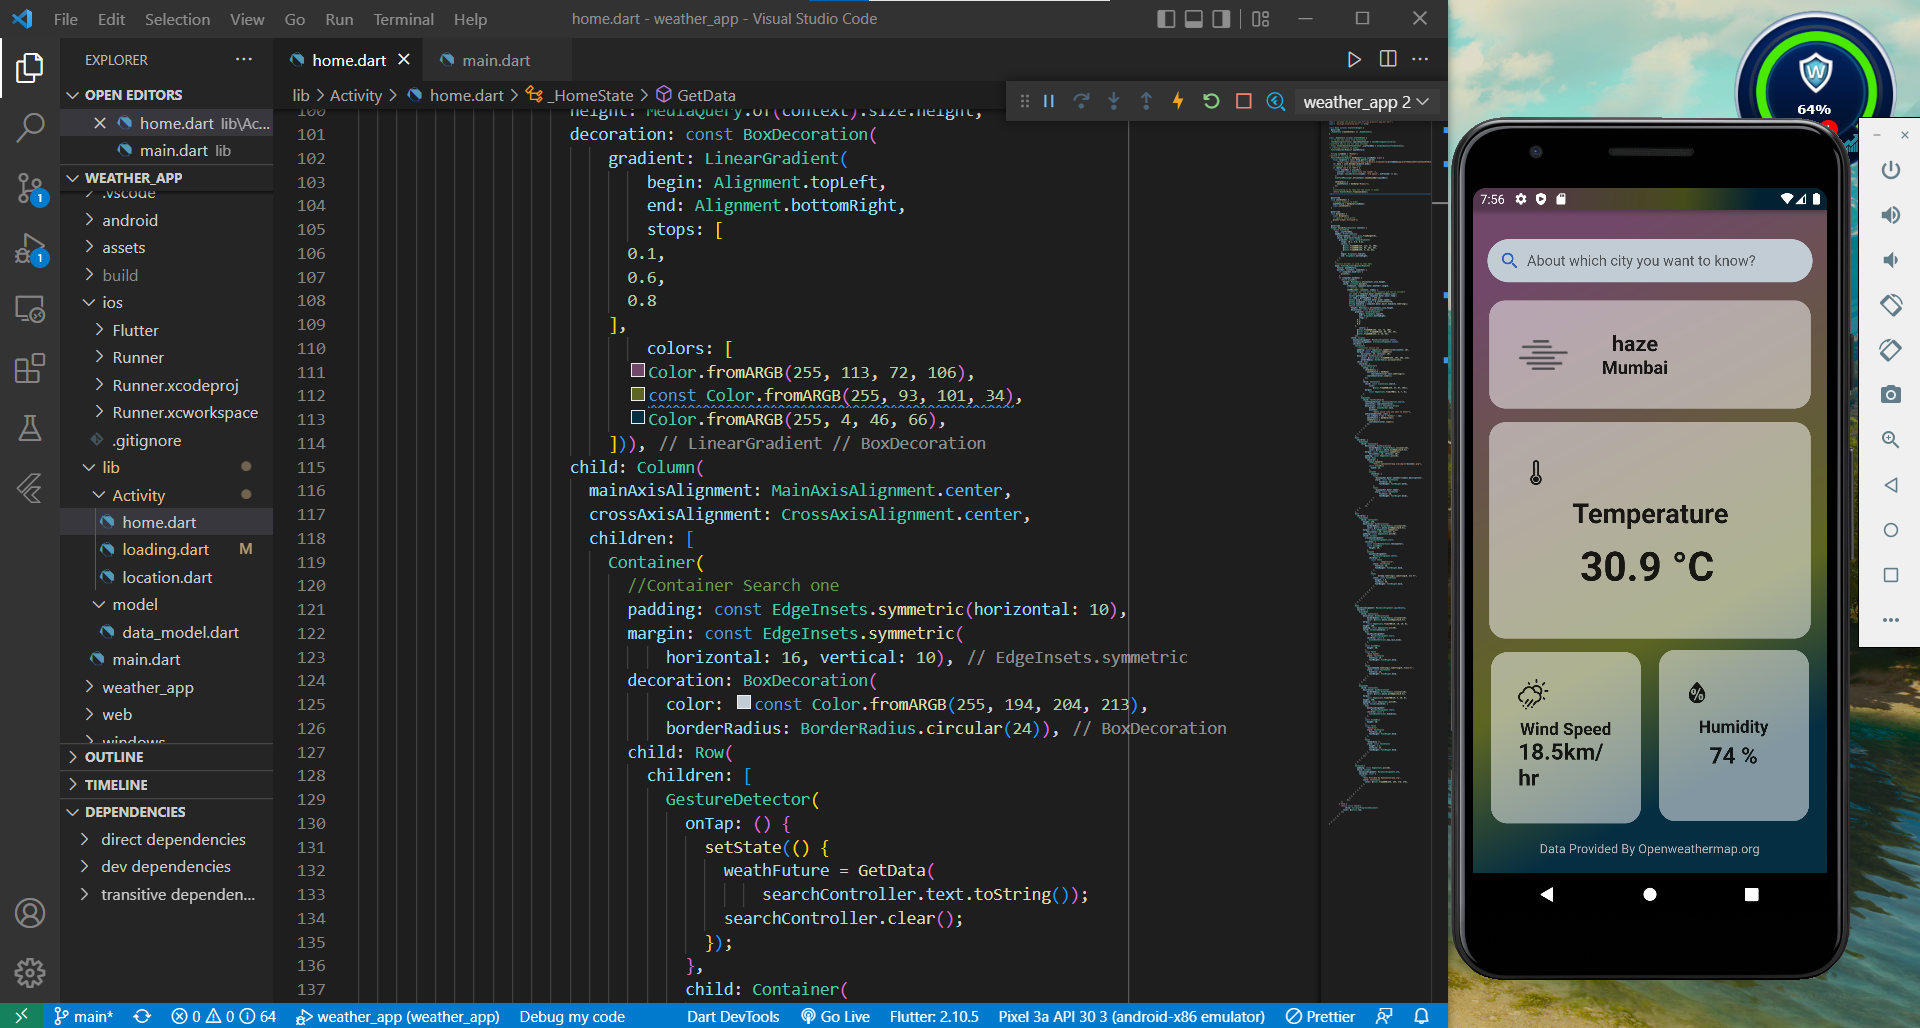 File Edit Selection View Go Run Terminal Help
home.dart - weather_app - Visual Studio Code
EXPLORER
OPEN EDITORS
home.dart lib\Ac...
main.dart lib
WEATHER_APP
.vscode
android
assets
build
ios
Flutter
Runner
Runner.xcodeproj
Runner.xcworkspace
.gitignore
lib
Activity
home.dart
loading.dart M
location.dart
model
data_model.dart
main.dart
weather_app
web
windows
OUTLINE
TIMELINE
DEPENDENCIES
direct dependencies
dev dependencies
transitive dependen...
1
1
home.dart main.dart
lib > Activity > home.dart > _HomeState > GetData
weather_app 2
100 height: MediaQuery.of(context).size.height,
101 decoration: const BoxDecoration(
102 gradient: LinearGradient(
103 begin: Alignment.topLeft,
104 end: Alignment.bottomRight,
105 stops: [
106 0.1,
107 0.6,
108 0.8
109 ],
110 colors: [
111 Color.fromARGB(255, 113, 72, 106),
112 const Color.fromARGB(255, 93, 101, 34),
113 Color.fromARGB(255, 4, 46, 66),
114 ])), // LinearGradient // BoxDecoration
115 child: Column(
116 mainAxisAlignment: MainAxisAlignment.center,
117 crossAxisAlignment: CrossAxisAlignment.center,
118 children: [
119 Container(
120 //Container Search one
121 padding: const EdgeInsets.symmetric(horizontal: 10),
122 margin: const EdgeInsets.symmetric(
123 horizontal: 16, vertical: 10), // EdgeInsets.symmetric
124 decoration: BoxDecoration(
125 color: const Color.fromARGB(255, 194, 204, 213),
126 borderRadius: BorderRadius.circular(24)), // BoxDecoration
127 child: Row(
128 children: [
129 GestureDetector(
130 onTap: () {
131 setState(() {
132 weathFuture = GetData(
133 searchController.text.toString());
134 searchController.clear();
135 });
136 },
137 child: Container(
main* 0 0 64 weather_app (weather_app) Debug my code Dart DevTools Go Live Flutter: 2.10.5 Pixel 3a API 30 3 (android-x86 emulator) Prettier
W
64%
7:56
About which city you want to know?
haze
Mumbai
Temperature
30.9 °C
Wind Speed
18.5km/
hr
%
Humidity
74 %
Data Provided By Openweathermap.org